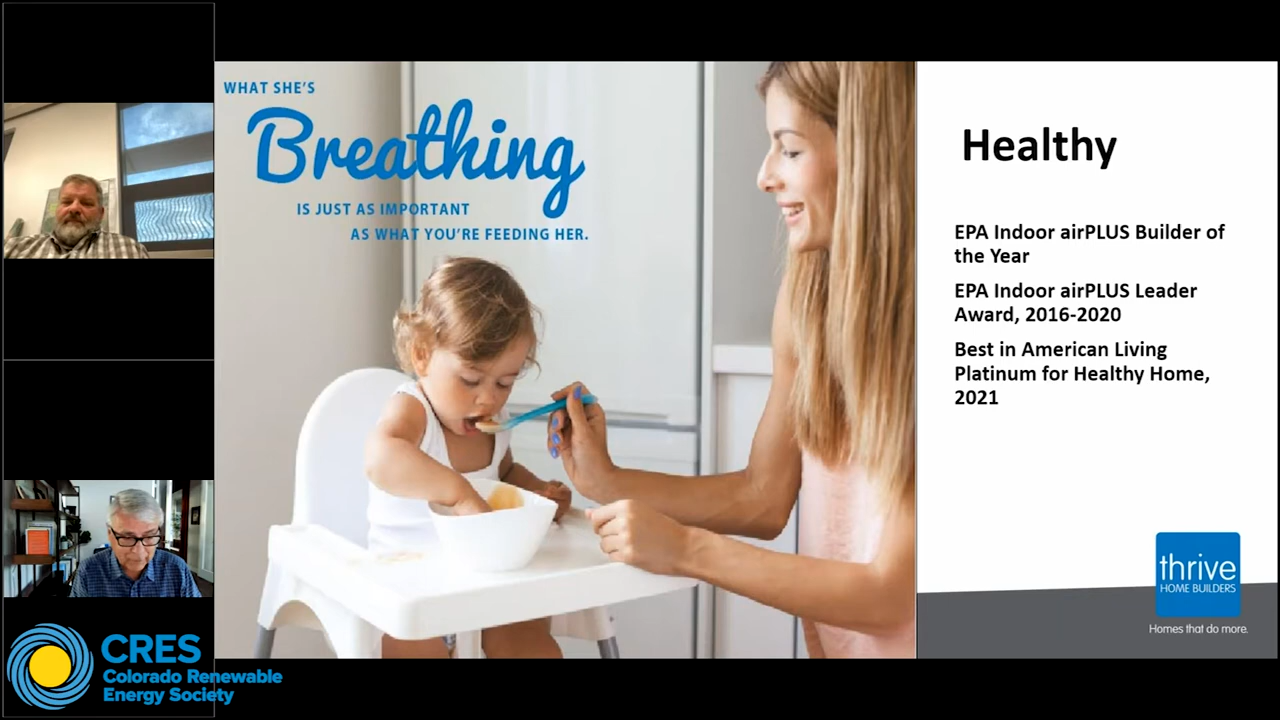 WHAT SHE'S
Breathing
IS JUST AS IMPORTANT
AS WHAT YOU'RE FEEDING HER.
Healthy
EPA Indoor airPLUS Builder of
the Year
EPA Indoor airPLUS Leader
Award, 2016-2020
Best in American Living
Platinum for Healthy Home,
2021
thrive
HOME BUILDERS
Homes that do more.
CRES
Colorado Renewable
Energy Society